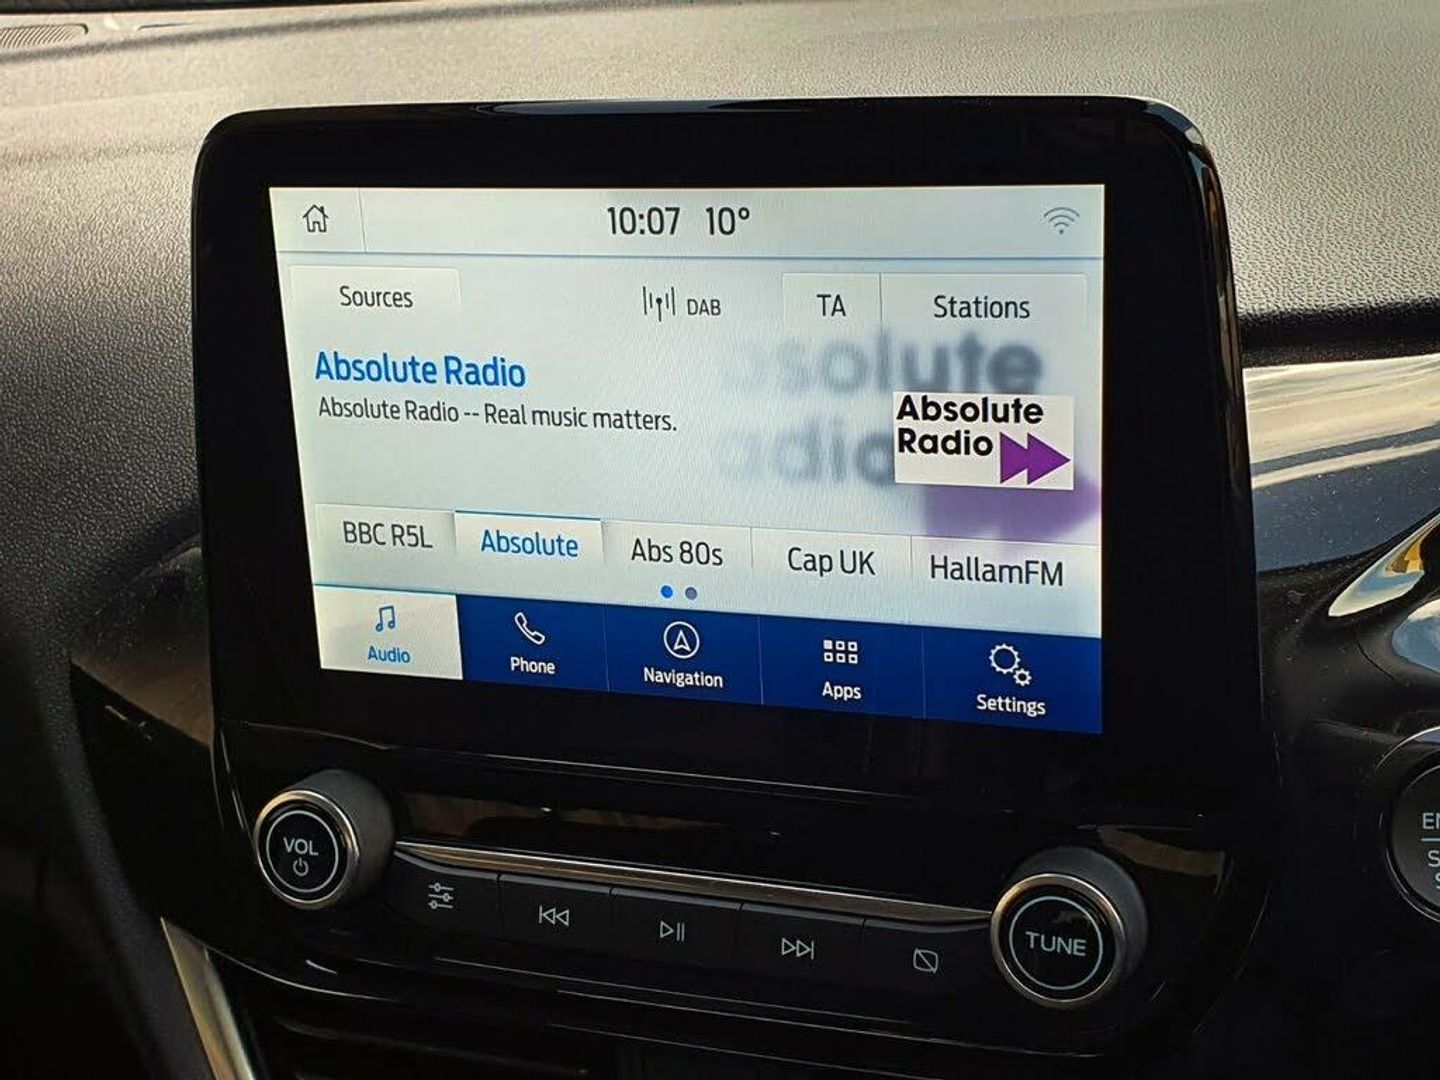 10:07 10°
Sources
DAB
TA
Stations
Absolute Radio
Absolute Radio -- Real music matters.
Absolute
Radio
BBC R5L
Absolute
Abs 80s
Cap UK
HallamFM
Audio
Phone
Navigation
Apps
Settings
VOL
TUNE